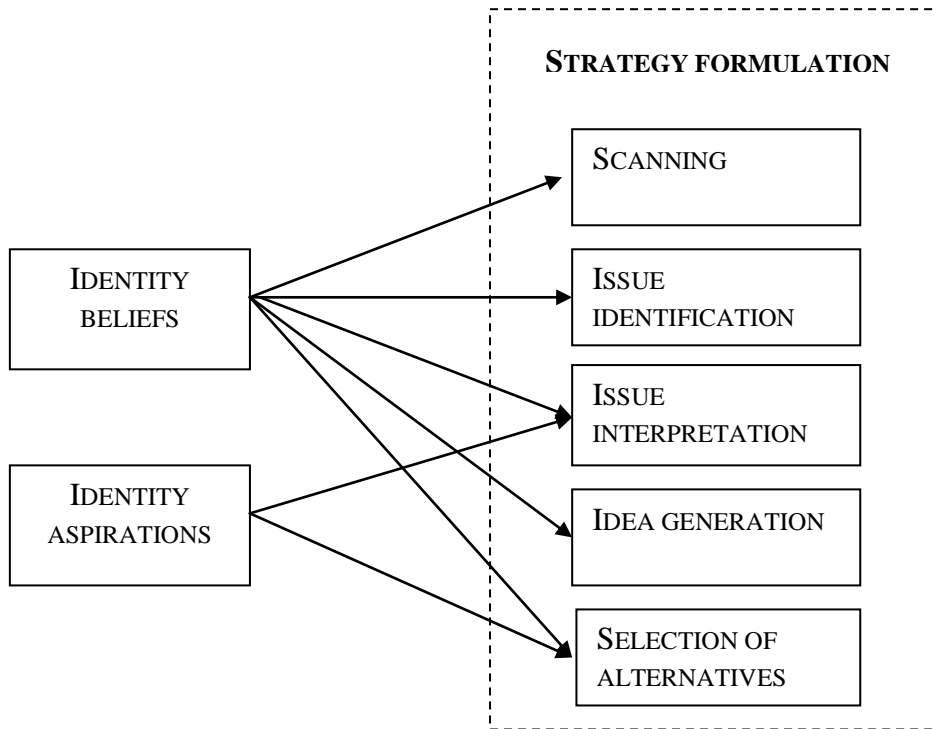 STRATEGY FORMULATION
SCANNING
IDENTITY
BELIEFS
ISSUE
IDENTIFICATION
ISSUE
INTERPRETATION
IDENTITY
ASPIRATIONS
IDEA GENERATION
SELECTION OF
ALTERNATIVES